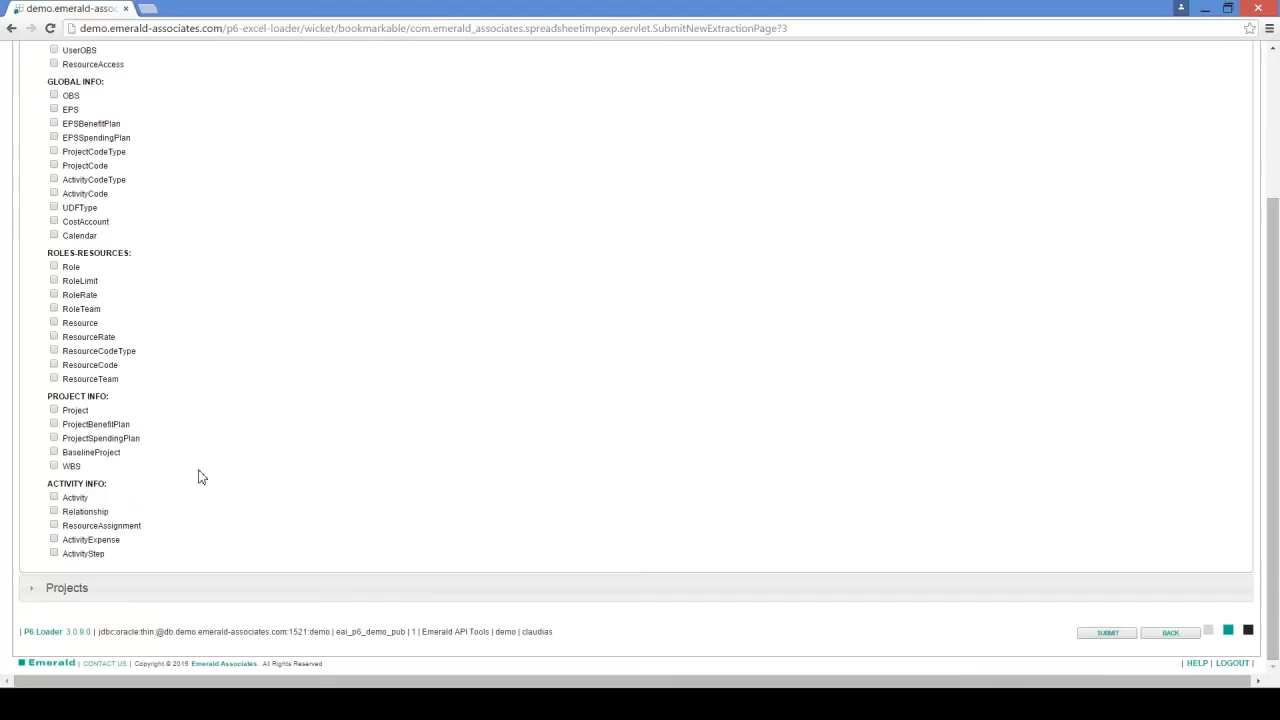 demo.emerald-assoc
demo.emerald-associates.com/p6-excel-loader/wicket/bookmarkable/com.emerald_associates.spreadsheetimpexp.servlet.SubmitNewExtractionPage?3
UserOBS
ResourceAccess
GLOBAL INFO:
OBS
EPS
EPSBenefitPlan
EPSSpendingPlan
ProjectCodeType
ProjectCode
ActivityCodeType
ActivityCode
UDFType
CostAccount
Calendar
ROLES-RESOURCES:
Role
RoleLimit
RoleRate
RoleTeam
Resource
ResourceRate
ResourceCodeType
ResourceCode
ResourceTeam
PROJECT INFO:
Project
ProjectBenefitPlan
ProjectSpendingPlan
BaselineProject
WBS
ACTIVITY INFO:
Activity
Relationship
ResourceAssignment
ActivityExpense
ActivityStep
Projects
| P6 Loader 3.0.9.0 | jdbc:oracle:thin:@db.demo.emerald-associates.com:1521:demo | eai_p6_demo_pub | 1 | Emerald API Tools | demo | claudias
SUBMIT BACK
Emerald | CONTACT US | Copyright © 2015 Emerald Associates. All Rights Reserved | HELP | LOGOUT |